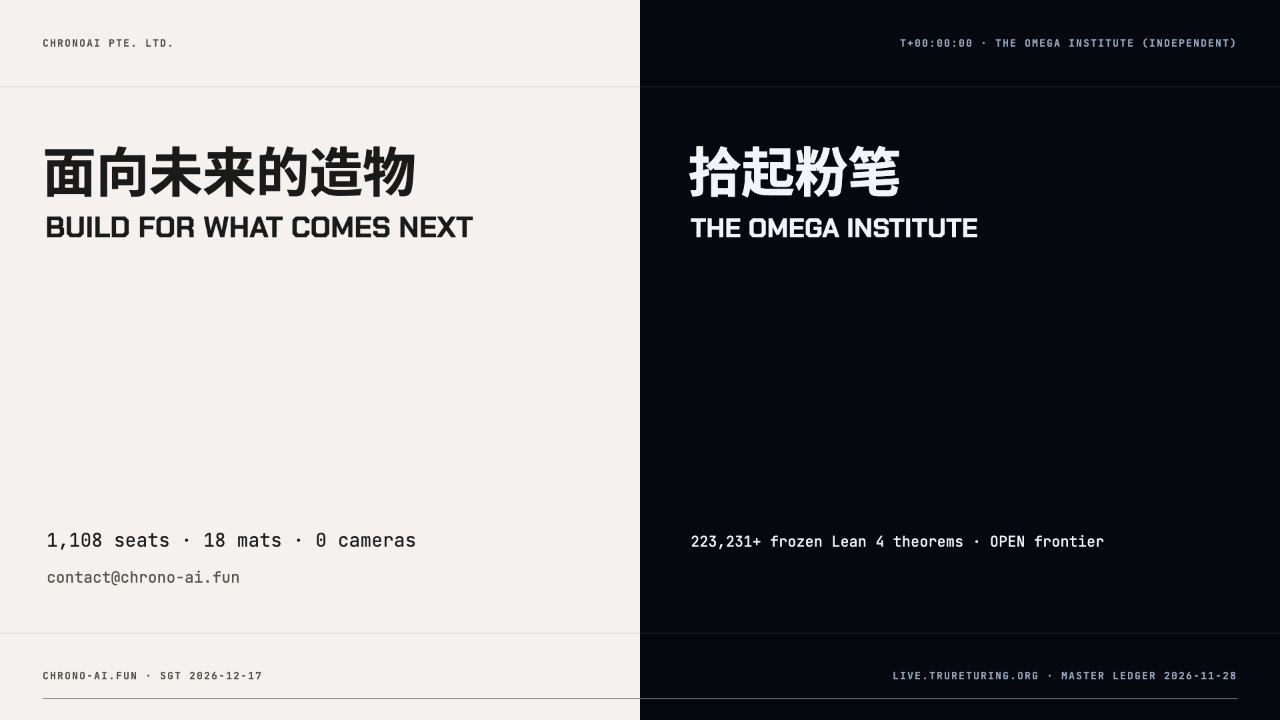 CHRONOAI PTE. LTD.
面向未来的造物
BUILD FOR WHAT COMES NEXT
1,108 seats · 18 mats · 0 cameras
contact@chrono-ai.fun
CHRONO-AI.FUN · SGT 2026-12-17
T+00:00:00 · THE OMEGA INSTITUTE (INDEPENDENT)
拾起粉笔
THE OMEGA INSTITUTE
223,231+ frozen Lean 4 theorems · OPEN frontier
LIVE.TRURETURING.ORG · MASTER LEDGER 2026-11-28